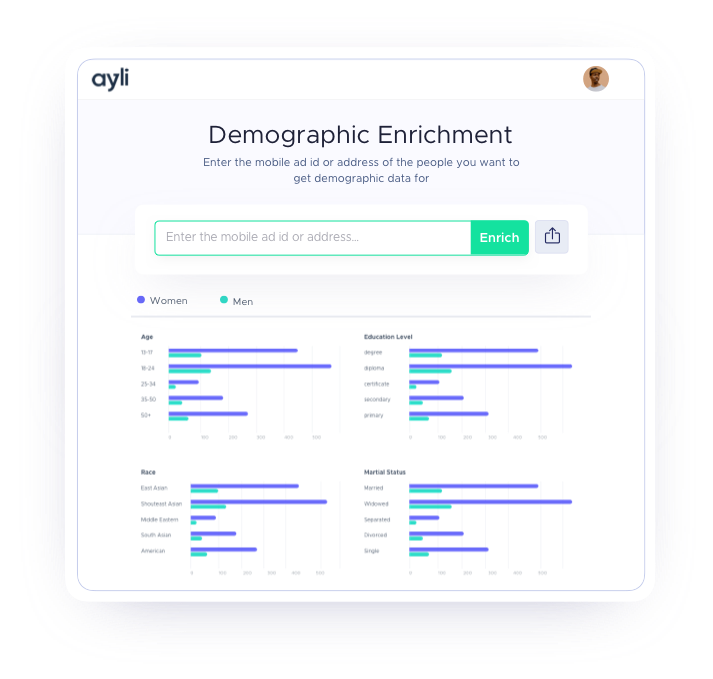 ayli
Demographic Enrichment
Enter the mobile ad id or address of the people you want to
get demographic data for
Enter the mobile ad id or address...
Enrich
Women
Men
Age
13-17
18-24
25-34
35-50
50+
0 100 200 300 400 500
Education Level
degree
diploma
certificate
secondary
primary
0 100 200 300 400 500
Race
East Asian
Shouteast Asian
Middle Eastern
South Asian
American
0 100 200 300 400 500
Martial Status
Married
Widowed
Separated
Divorced
Single
0 100 200 300 400 500